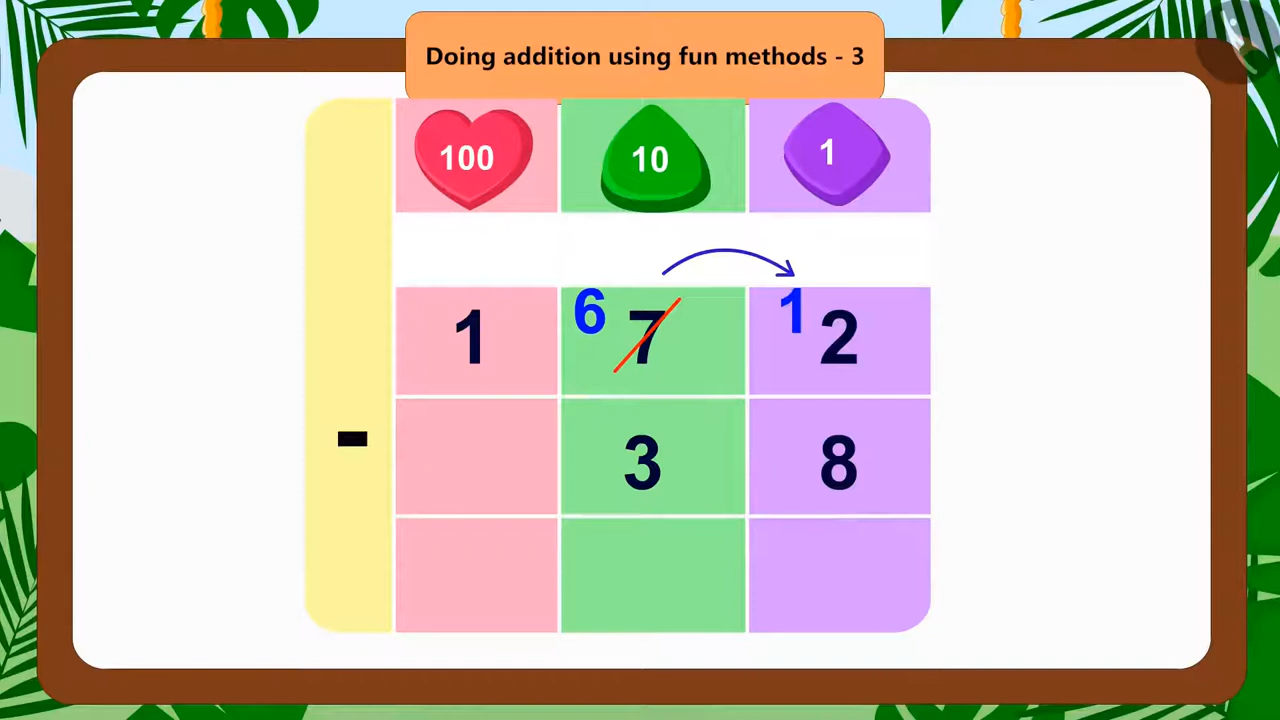 Doing addition using fun methods - 3
100 10 1
6 1
1 7 2
- 3 8